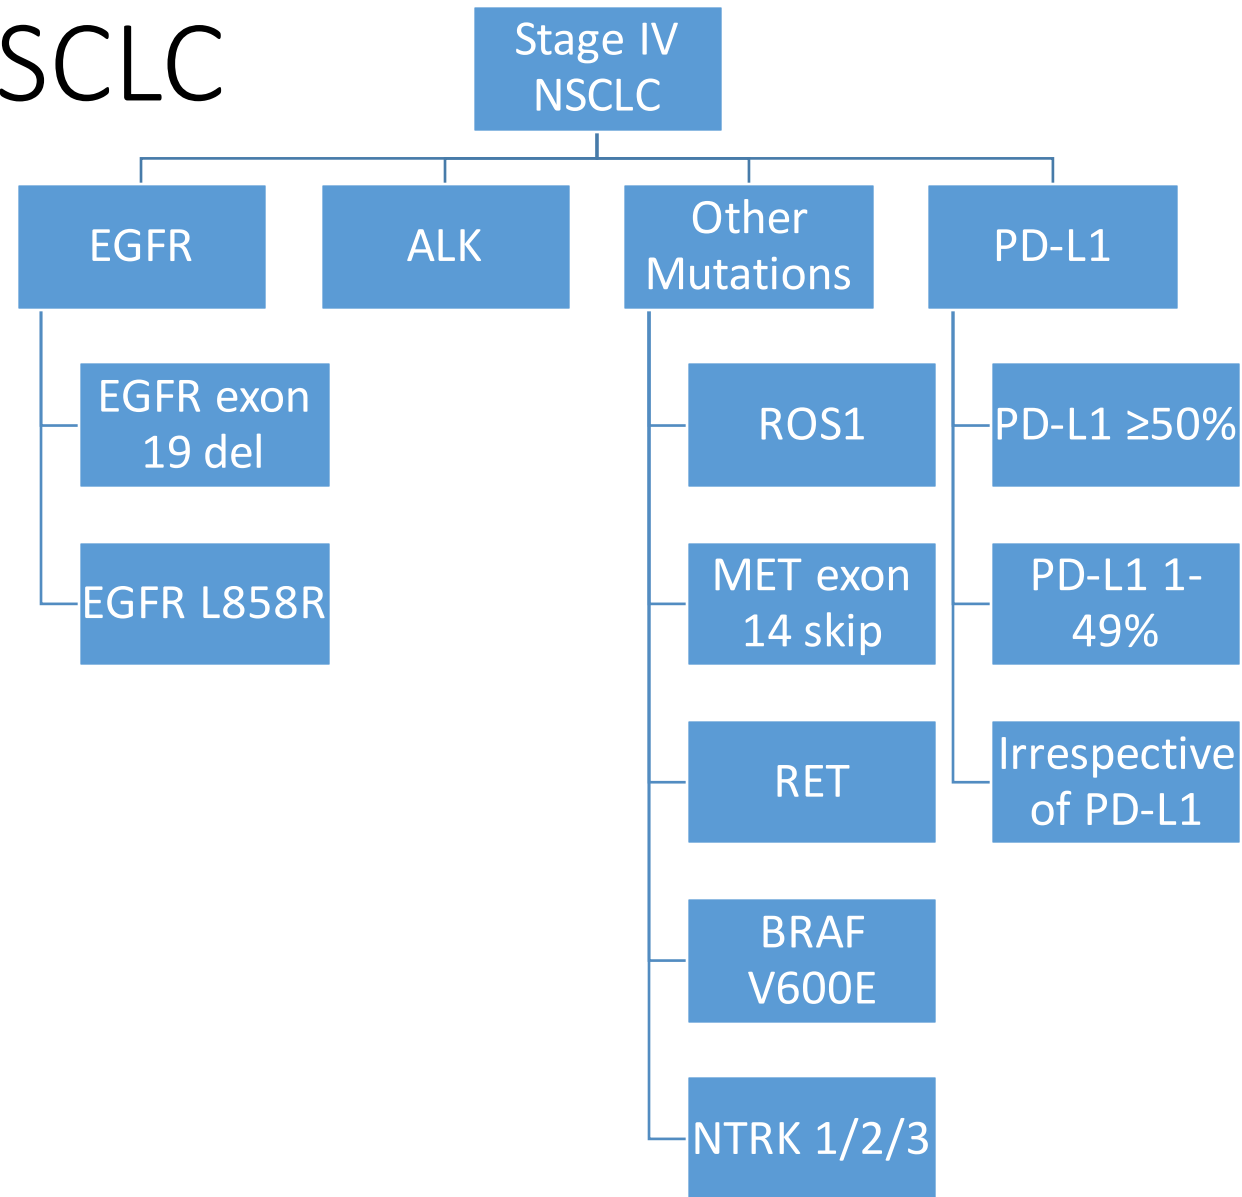 SCLC
Stage IV
NSCLC
EGFR
ALK
Other
Mutations
PD-L1
EGFR exon
19 del
EGFR L858R
ROS1
MET exon
14 skip
RET
BRAF
V600E
NTRK 1/2/3
PD-L1 ≥50%
PD-L1 1-
49%
Irrespective
of PD-L1